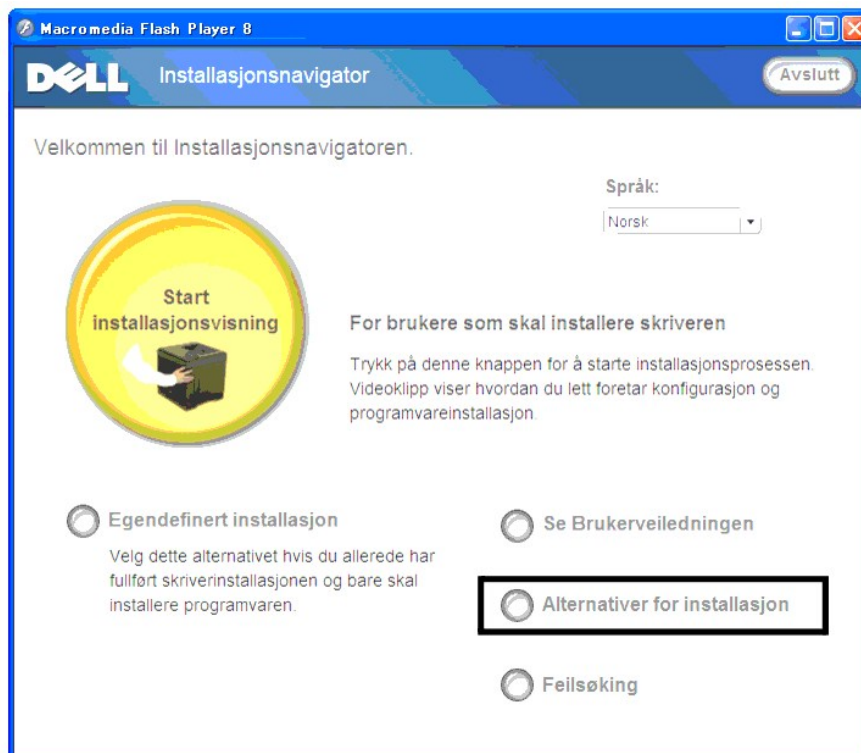 Macromedia Flash Player 8
DELL Installasjonsnavigator
Avslutt
Velkommen til Installasjonsnavigatoren.
Språk:
Norsk
Start
installasjonsvisning
For brukere som skal installere skriveren
Trykk på denne knappen for å starte installasjonsprosessen.
Videoklipp viser hvordan du lett foretar konfigurasjon og
programvareinstallasjon.
Egendefinert installasjon
Velg dette alternativet hvis du allerede har
fullført skriverinstallasjonen og bare skal
installere programvaren.
Se Brukerveiledningen
Alternativer for installasjon
Feilsøking